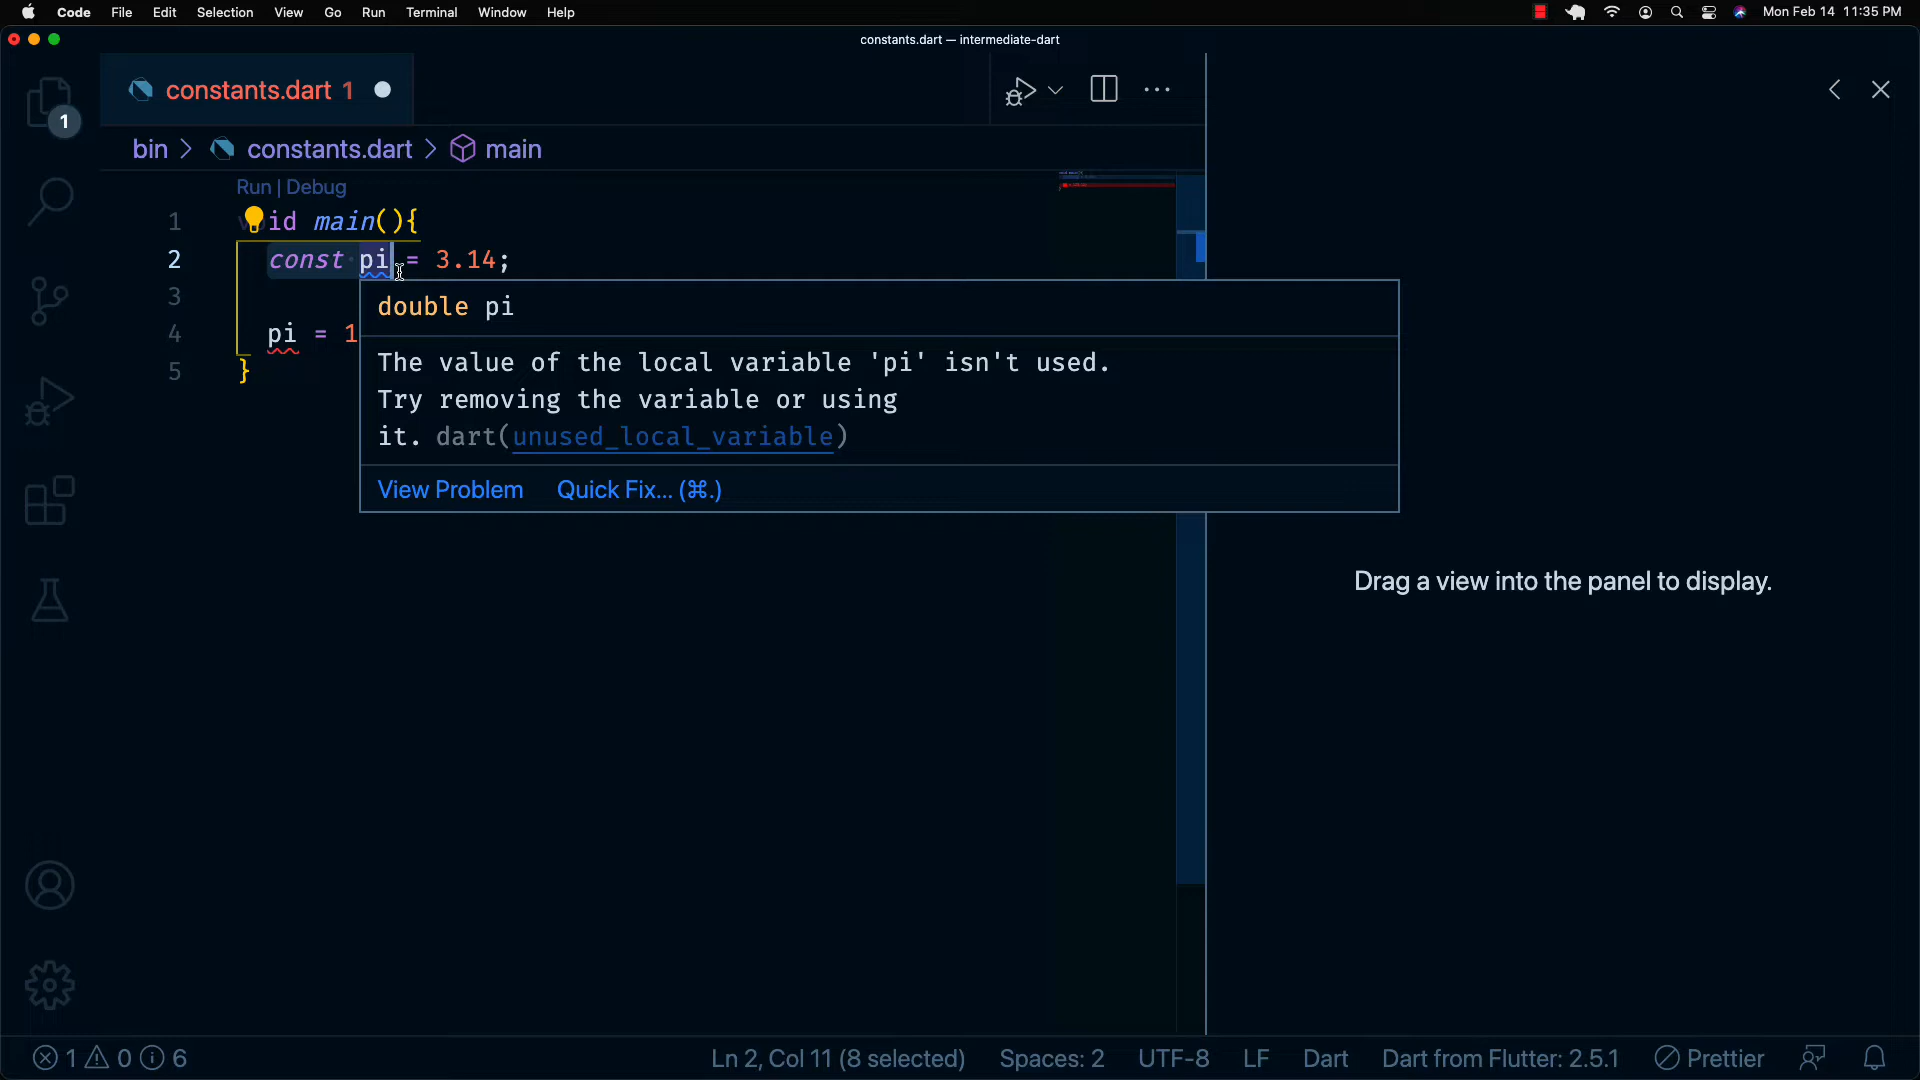 Code File Edit Selection View Go Run Terminal Window Help Mon Feb 14 11:35 PM
constants.dart — intermediate-dart
constants.dart 1
1
bin > constants.dart > main
Run | Debug
1 id main(){
2 const pi = 3.14;
3
4 pi = 1
5 }
double pi
The value of the local variable 'pi' isn't used.
Try removing the variable or using
it. dart(unused_local_variable)
View Problem Quick Fix... (⌘.)
Drag a view into the panel to display.
1 0 6 Ln 2, Col 11 (8 selected) Spaces: 2 UTF-8 LF Dart Dart from Flutter: 2.5.1 Prettier